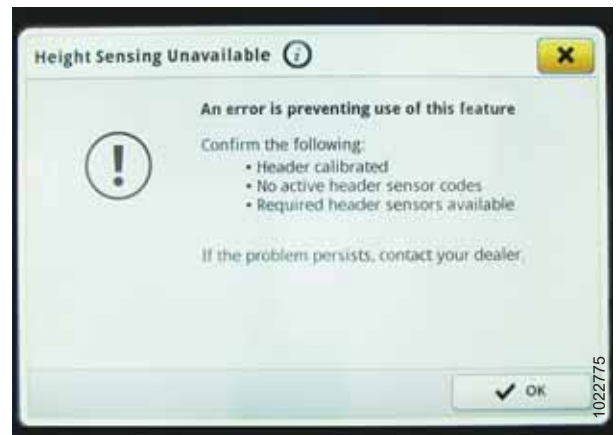 Height Sensing Unavailable
An error is preventing use of this feature
Confirm the following:
• Header calibrated
• No active header sensor codes
• Required header sensors available
If the problem persists, contact your dealer.
OK
1022775